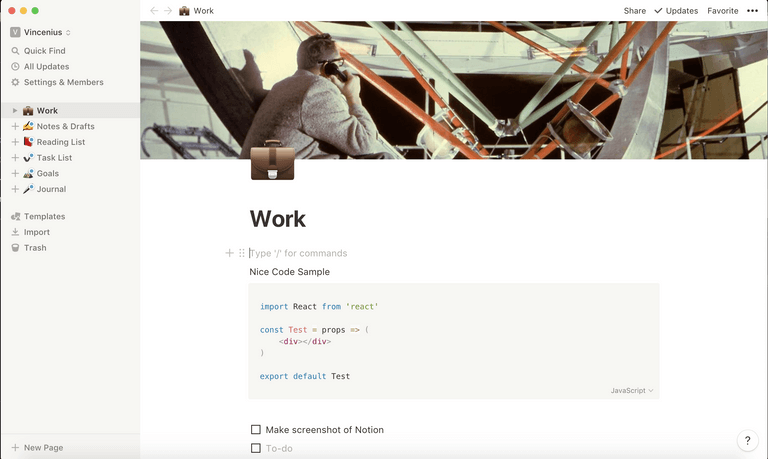 Vincenius
Quick Find
All Updates
Settings & Members
Work
Notes & Drafts
Reading List
Task List
Goals
Journal
Templates
Import
Trash
New Page
Work
Share
Updates
Favorite
Work
Type '/' for commands
Nice Code Sample
import React from 'react'
const Test = props => (
<div></div>
)
export default Test
JavaScript
Make screenshot of Notion
To-do
?